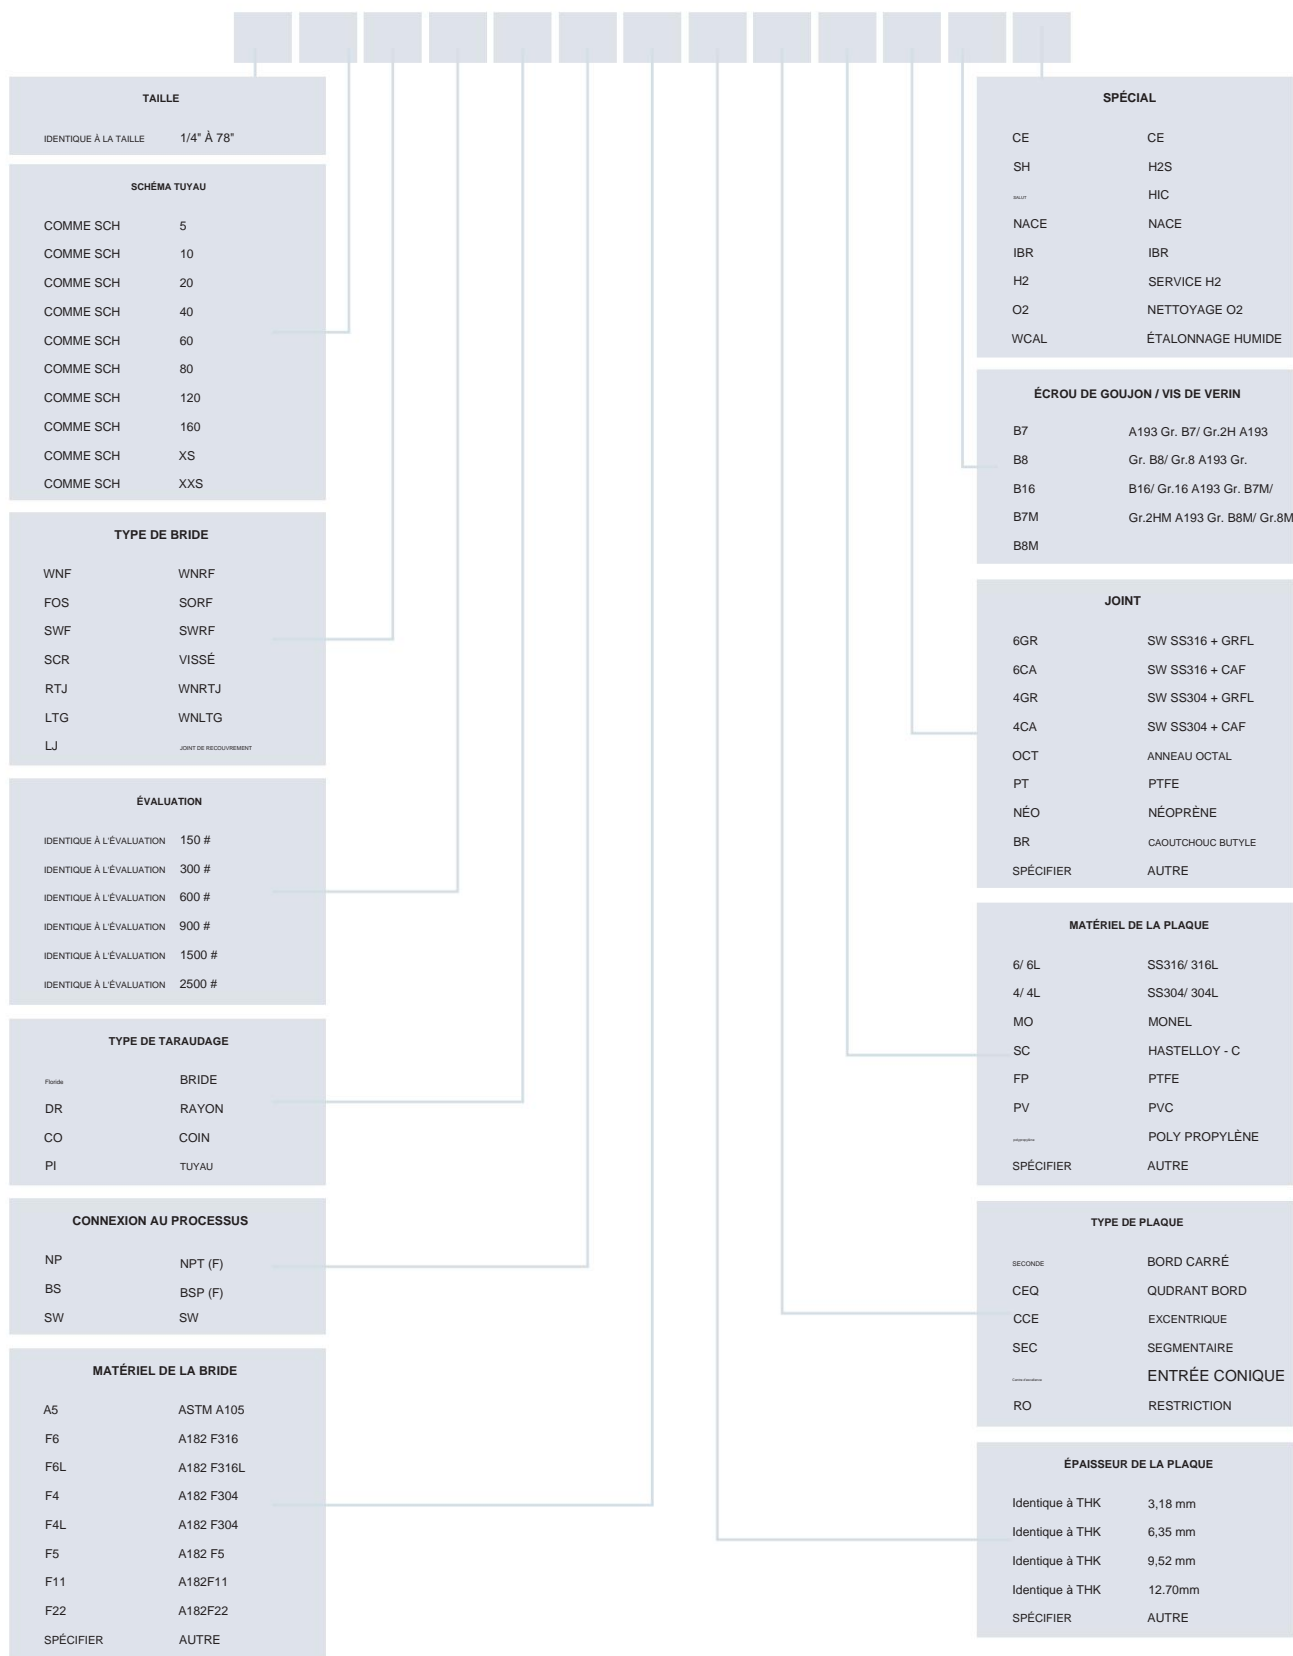 TAILLE
IDENTIQUE À LA TAILLE 1/4" À 78"
SCHÉMA TUYAU
COMME SCH 5
COMME SCH 10
COMME SCH 20
COMME SCH 40
COMME SCH 60
COMME SCH 80
COMME SCH 120
COMME SCH 160
COMME SCH XS
COMME SCH XXS
TYPE DE BRIDE
WNF WNRF
FOS SORF
SWF SWRF
SCR VISSÉ
RTJ WNRTJ
LTG WNLTG
LJ JOINT DE RECOUVREMENT
ÉVALUATION
IDENTIQUE À L'ÉVALUATION 150 #
IDENTIQUE À L'ÉVALUATION 300 #
IDENTIQUE À L'ÉVALUATION 600 #
IDENTIQUE À L'ÉVALUATION 900 #
IDENTIQUE À L'ÉVALUATION 1500 #
IDENTIQUE À L'ÉVALUATION 2500 #
TYPE DE TARAUDAGE
Floride BRIDE
DR RAYON
CO COIN
PI TUYAU
CONNEXION AU PROCESSUS
NP NPT (F)
BS BSP (F)
SW SW
MATÉRIEL DE LA BRIDE
A5 ASTM A105
F6 A182 F316
F6L A182 F316L
F4 A182 F304
F4L A182 F304
F5 A182 F5
F11 A182F11
F22 A182F22
SPÉCIFIER AUTRE
SPÉCIAL
CE CE
SH H2S
SALUT HIC
NACE NACE
IBR IBR
H2 SERVICE H2
O2 NETTOYAGE O2
WCAL ÉTALONNAGE HUMIDE
ÉCROU DE GOUJON / VIS DE VERIN
B7 A193 Gr. B7/ Gr.2H A193
B8 Gr. B8/ Gr.8 A193 Gr.
B16 B16/ Gr.16 A193 Gr. B7M/
B7M Gr.2HM A193 Gr. B8M/ Gr.8M
B8M
JOINT
6GR SW SS316 + GRFL
6CA SW SS316 + CAF
4GR SW SS304 + GRFL
4CA SW SS304 + CAF
OCT ANNEAU OCTAL
PT PTFE
NÉO NÉOPRÈNE
BR CAOUTCHOUC BUTYLE
SPÉCIFIER AUTRE
MATÉRIEL DE LA PLAQUE
6/ 6L SS316/ 316L
4/ 4L SS304/ 304L
MO MONEL
SC HASTELLOY - C
FP PTFE
PV PVC
POLY PROPYLÈNE
SPÉCIFIER AUTRE
TYPE DE PLAQUE
SECONDE BORD CARRÉ
CEQ QUDRANT BORD
CCE EXCENTRIQUE
SEC SEGMENTAIRE
ENTRÉE CONIQUE
RO RESTRICTION
ÉPAISSEUR DE LA PLAQUE
Identique à THK 3,18 mm
Identique à THK 6,35 mm
Identique à THK 9,52 mm
Identique à THK 12.70mm
SPÉCIFIER AUTRE